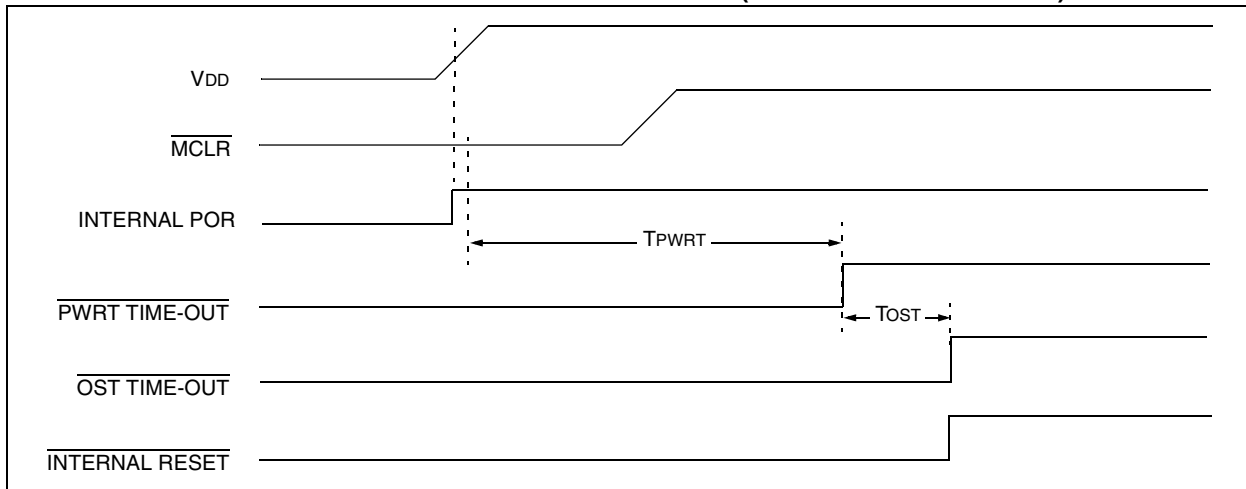 VDD
MCLR
INTERNAL POR
TPWRT
PWRT TIME-OUT
TOST
OST TIME-OUT
INTERNAL RESET